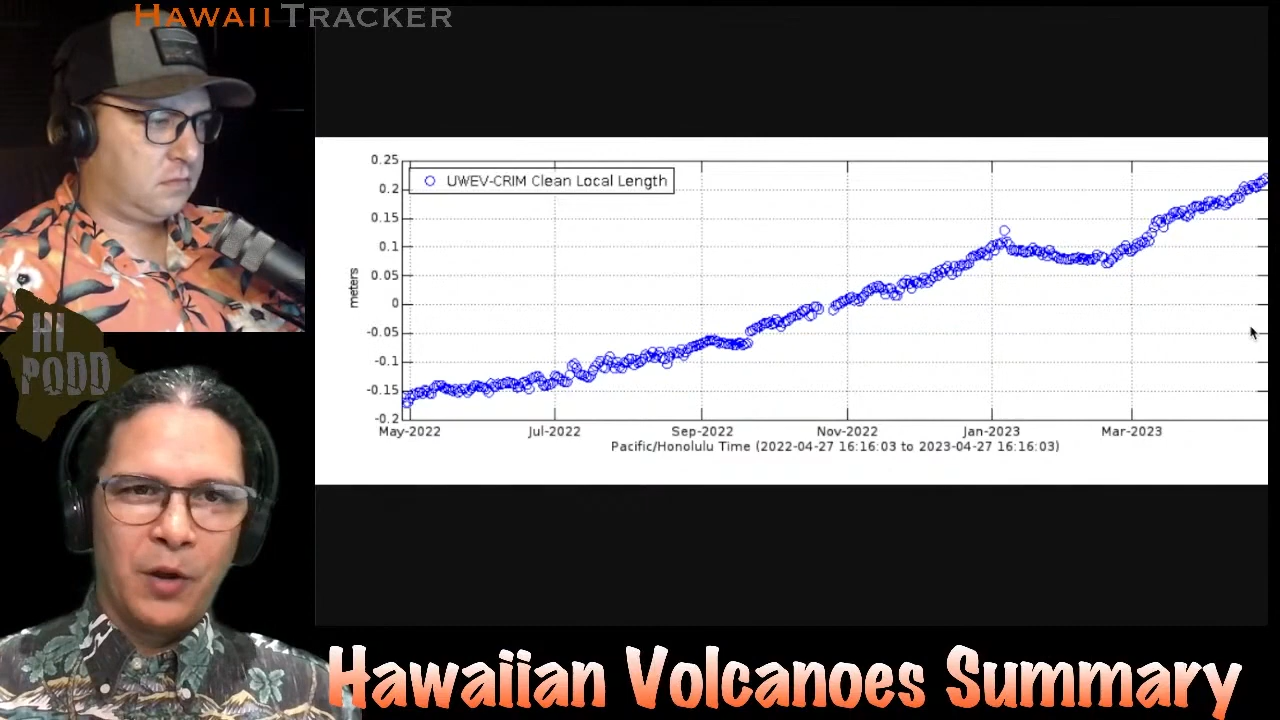 HAWAII TRACKER
UWEV-CRIM Clean Local Length
0.25
0.2
0.15
0.1
0.05
0
-0.05
-0.1
-0.15
-0.2
meters
May-2022 Jul-2022 Sep-2022 Nov-2022 Jan-2023 Mar-2023
Pacific/Honolulu Time (2022-04-27 16:16:03 to 2023-04-27 16:16:03)
HI
PODD
Hawaiian Volcanoes Summary